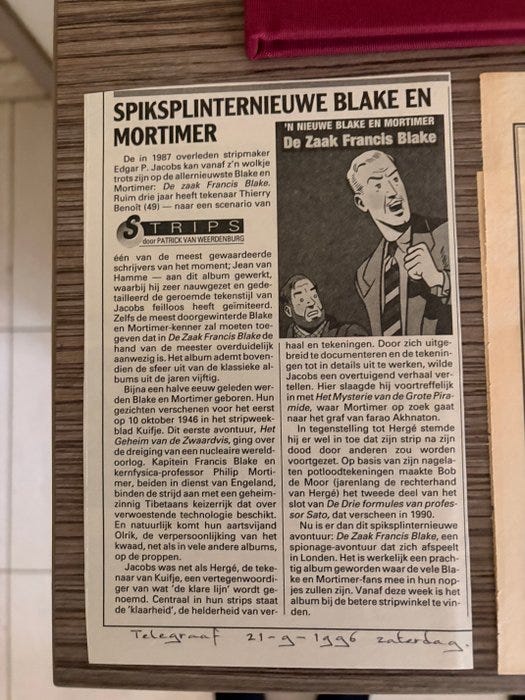 SPIKSPLINTERNIEUWE BLAKE EN
MORTIMER
De in 1987 overleden stripmaker
Edgar P. Jacobs kan vanaf z'n wolkje
trots zijn op de allernieuwste Blake en
Mortimer: De zaak Francis Blake.
Ruim drie jaar heeft tekenaar Thierry
Benoît (49) — naar een scenario van
STRIPS
door PATRICK VAN WEERDENBURG
één van de meest gewaardeerde
schrijvers van het moment; Jean van
Hamme — aan dit album gewerkt,
waarbij hij zeer nauwgezet en gede-
tailleerd de geroemde tekenstijl van
Jacobs feilloos heeft geïmiteerd.
Zelfs de meest doorgewinterde Blake
en Mortimer-kenner zal moeten toe-
geven dat in De Zaak Francis Blake de
hand van de meester overduidelijk
aanwezig is. Het album ademt boven-
dien de sfeer uit van de klassieke al-
bums uit de jaren vijftig.
Bijna een halve eeuw geleden wer-
den Blake en Mortimer geboren. Hun
gezichten verschenen voor het eerst
op 10 oktober 1946 in het stripweek-
blad Kuifje. Dit eerste avontuur, Het
Geheim van de Zwaardvis, ging over
de dreiging van een nucleaire wereld-
oorlog. Kapitein Francis Blake en
kernfysica-professor Philip Morti-
mer, beiden in dienst van Engeland,
binden de strijd aan met een geheim-
zinnig Tibetaans keizerrijk dat over
verwoestende technologie beschikt.
En natuurlijk komt hun aartsvijand
Olrik, de verpersoonlijking van het
kwaad, net als in vele andere albums,
op de proppen.
Jacobs was net als Hergé, de teke-
naar van Kuifje, een vertegenwoordi-
ger van wat 'de klare lijn' wordt ge-
noemd. Centraal in hun strips staat
de 'klaarheid', de helderheid van ver-
'N NIEUWE BLAKE EN MORTIMER
De Zaak Francis Blake
haal en tekeningen. Door zich uitge-
breid te documenteren en de tekenin-
gen tot in details uit te werken, wilde
Jacobs een overtuigend verhaal ver-
tellen. Hier slaagde hij voortreffelijk
in met Het Mysterie van de Grote Pira-
mide, waar Mortimer op zoek gaat
naar het graf van farao Akhnaton.
In tegenstelling tot Hergé stemde
hij er wel in toe dat zijn strip na zijn
dood door anderen zou worden
voortgezet. Op basis van zijn nagela-
ten potloodtekeningen maakte Bob
de Moor (jarenlang de rechterhand
van Hergé) het tweede deel van het
slot van De Drie formules van profes-
sor Sato, dat verscheen in 1990.
Nu is er dan dit spiksplinternieuwe
avontuur: De Zaak Francis Blake, een
spionage-avontuur dat zich afspeelt
in Londen. Het is werkelijk een prach-
tig album geworden waar de vele Bla-
ke en Mortimer-fans mee in hun nop-
jes zullen zijn. Vanaf deze week is het
album bij de betere stripwinkel te vin-
den.
Telegraaf 21-9-1996 zaterdag.